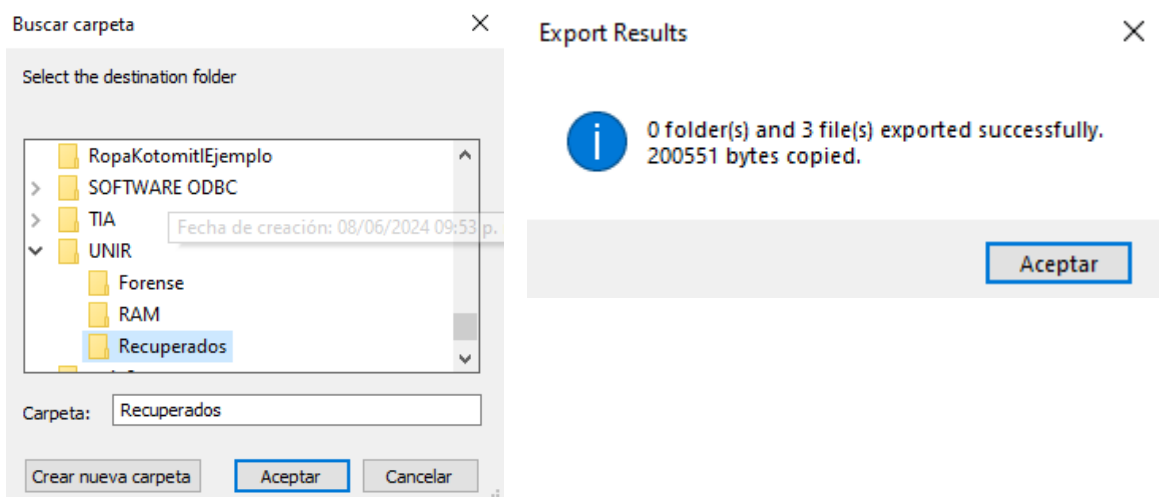 Buscar carpeta
Select the destination folder
RopaKotomitlEjemplo
SOFTWARE ODBC
TIA
Fecha de creación: 08/06/2024 09:53 p.
UNIR
Forense
RAM
Recuperados
Carpeta:
Recuperados
Crear nueva carpeta
Aceptar
Cancelar
Export Results
0 folder(s) and 3 file(s) exported successfully.
200551 bytes copied.
Aceptar